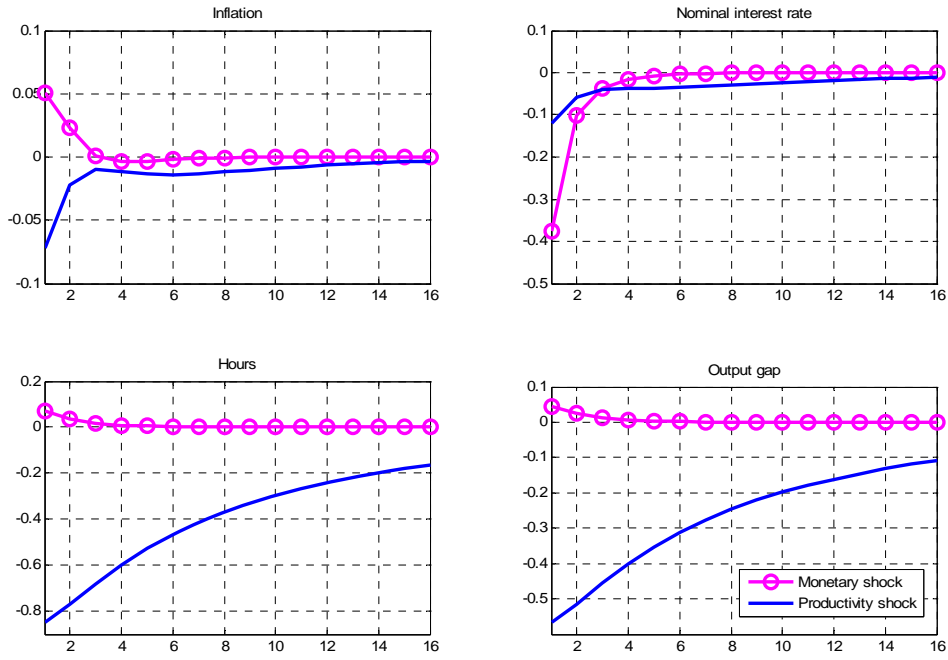 Inflation
0.1
0.05
0
-0.05
-0.1
2 4 6 8 10 12 14 16
Nominal interest rate
0.1
0
-0.1
-0.2
-0.3
-0.4
-0.5
2 4 6 8 10 12 14 16
Hours
0.2
0
-0.2
-0.4
-0.6
-0.8
2 4 6 8 10 12 14 16
Output gap
0.1
0
-0.1
-0.2
-0.3
-0.4
-0.5
2 4 6 8 10 12 14 16
Monetary shock
Productivity shock